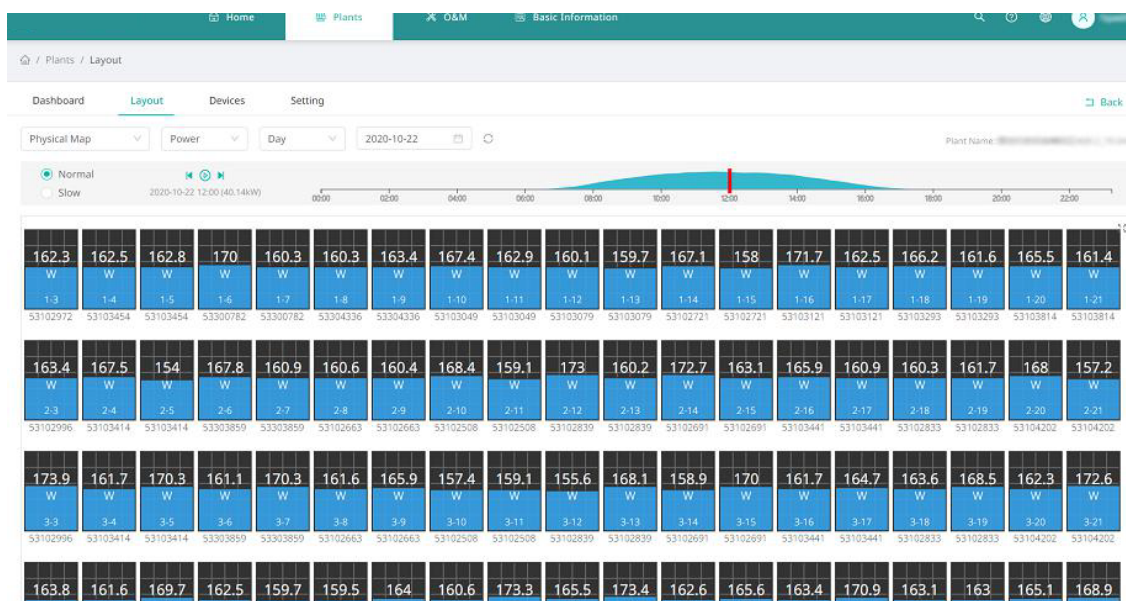 Home Plants O&M Basic Information
/ Plants / Layout
Dashboard Layout Devices Setting Back
Physical Map Power Day 2020-10-22 Plant Name:
Normal
Slow 2020-10-22 12:00 (40.14kW) 00:00 02:00 04:00 06:00 08:00 10:00 12:00 14:00 16:00 18:00 20:00 22:00
162.3 162.5 162.8 170 160.3 160.3 163.4 167.4 162.9 160.1 159.7 167.1 158 171.7 162.5 166.2 161.6 165.5 161.4
W W W W W W W W W W W W W W W W W W W
1-3 1-4 1-5 1-6 1-7 1-8 1-9 1-10 1-11 1-12 1-13 1-14 1-15 1-16 1-17 1-18 1-19 1-20 1-21
53102972 53103454 53103454 53300782 53300782 53304336 53304336 53103049 53103049 53103079 53103079 53102721 53102721 53103121 53103121 53103293 53103293 53103814 53103814
163.4 167.5 154 167.8 160.9 160.6 160.4 168.4 159.1 173 160.2 172.7 163.1 165.9 160.9 160.3 161.7 168 157.2
W W W W W W W W W W W W W W W W W W W
2-3 2-4 2-5 2-6 2-7 2-8 2-9 2-10 2-11 2-12 2-13 2-14 2-15 2-16 2-17 2-18 2-19 2-20 2-21
53102996 53103414 53103414 53303859 53303859 53102663 53102663 53102508 53102508 53102839 53102839 53102691 53102691 53103441 53103441 53102833 53102833 53104202 53104202
173.9 161.7 170.3 161.1 170.3 161.6 165.9 157.4 159.1 155.6 168.1 158.9 170 161.7 164.7 163.6 168.5 162.3 172.6
W W W W W W W W W W W W W W W W W W W
3-3 3-4 3-5 3-6 3-7 3-8 3-9 3-10 3-11 3-12 3-13 3-14 3-15 3-16 3-17 3-18 3-19 3-20 3-21
53102996 53103414 53103414 53303859 53303859 53102663 53102663 53102508 53102508 53102839 53102839 53102691 53102691 53103441 53103441 53102833 53102833 53104202 53104202
163.8 161.6 169.7 162.5 159.7 159.5 164 160.6 173.3 165.5 173.4 162.6 165.6 163.4 170.9 163.1 163 165.1 168.9